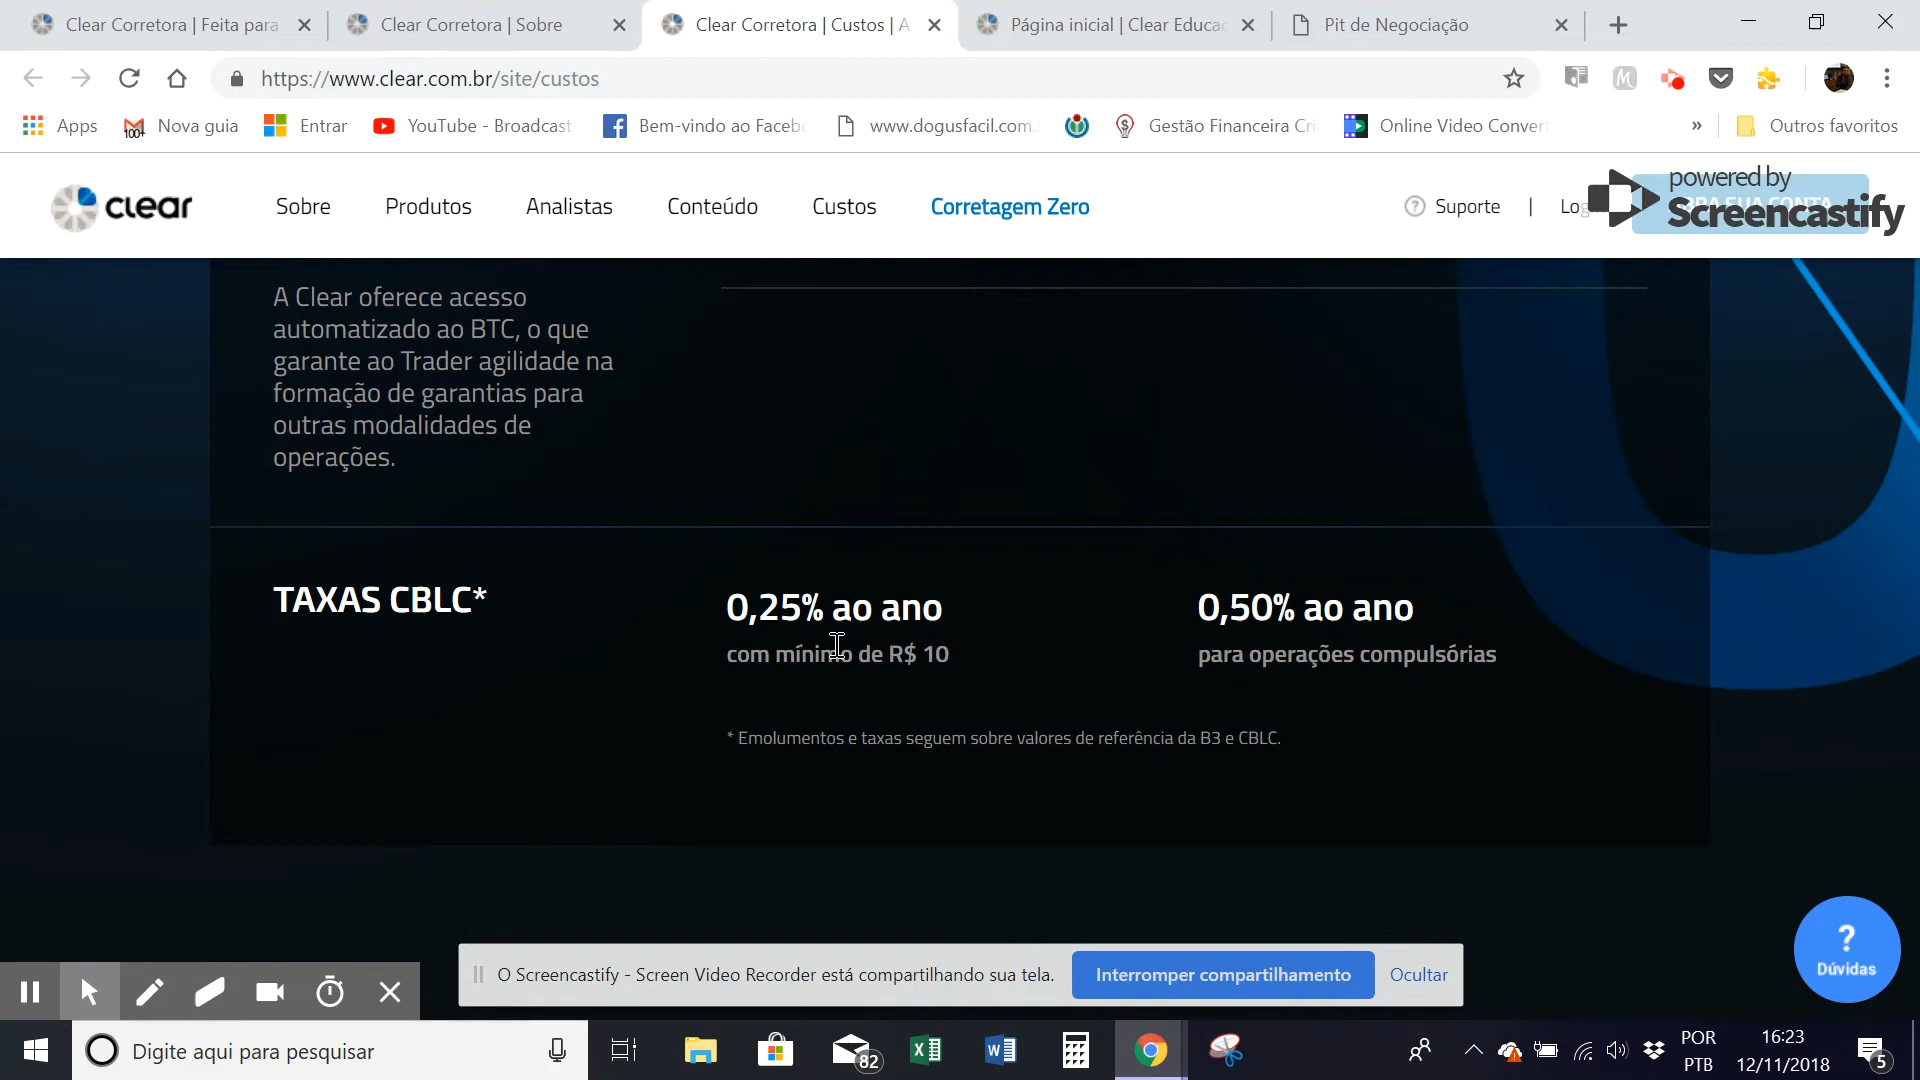 Clear Corretora | Feita para
Clear Corretora | Sobre
Clear Corretora | Custos | A
Página inicial | Clear Educac
Pit de Negociação
https://www.clear.com.br/site/custos
Apps
100+
Nova guia
Entrar
YouTube - Broadcast
Bem-vindo ao Facebo
www.dogusfacil.com.
Gestão Financeira Cri
Online Video Convert
»
Outros favoritos
clear
Sobre
Produtos
Analistas
Conteúdo
Custos
Corretagem Zero
? Suporte
|
powered by
Screencastify
A Clear oferece acesso
automatizado ao BTC, o que
garante ao Trader agilidade na
formação de garantias para
outras modalidades de
operações.
TAXAS CBLC*
0,25% ao ano
com mínimo de R$ 10
0,50% ao ano
para operações compulsórias
* Emolumentos e taxas seguem sobre valores de referência da B3 e CBLC.
?
Dúvidas
O Screencastify - Screen Video Recorder está compartilhando sua tela.
Interromper compartilhamento
Ocultar
Digite aqui para pesquisar
82
POR
PTB
16:23
12/11/2018
5